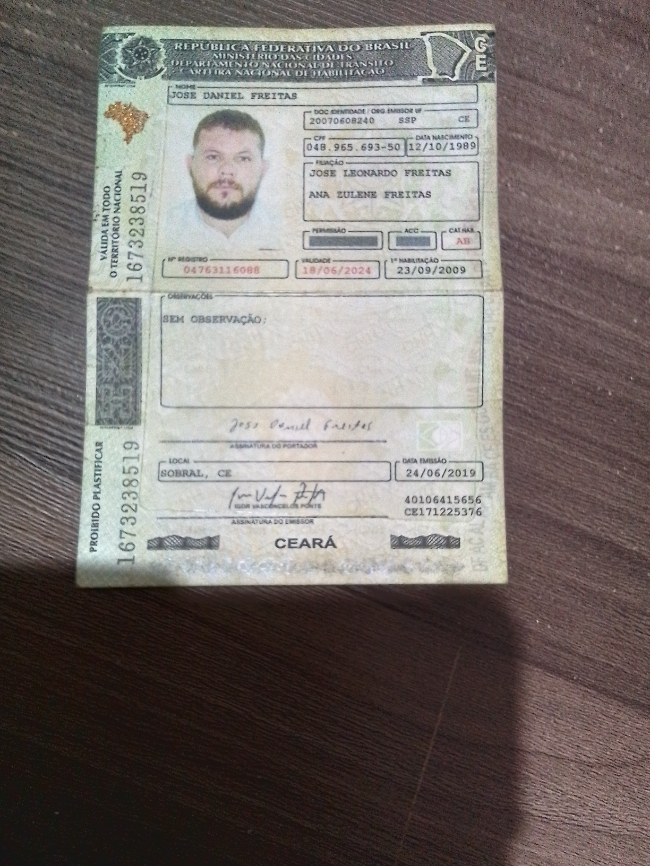 REPÚBLICA FEDERATIVA DO BRASIL
MINISTÉRIO DAS CIDADES
DEPARTAMENTO NACIONAL DE TRÂNSITO
CARTEIRA NACIONAL DE HABILITAÇÃO
CE
NOME
JOSE DANIEL FREITAS
DOC IDENTIDADE / ORG EMISSOR UF
20070608240 SSP CE
CPF
048.965.693-50
DATA NASCIMENTO
12/10/1989
FILIAÇÃO
JOSE LEONARDO FREITAS
ANA ZULENE FREITAS
PERMISSÃO
ACC
CAT HAB
AB
Nº REGISTRO
04763116088
VALIDADE
18/06/2024
1ª HABILITAÇÃO
23/09/2009
VÁLIDA EM TODO
O TERRITÓRIO NACIONAL
1673238519
OBSERVAÇÕES
SEM OBSERVAÇÃO:
Jose Daniel Freitas
ASSINATURA DO PORTADOR
LOCAL
SOBRAL, CE
DATA EMISSÃO
24/06/2019
IGOR VASCONCELOS PONTE
ASSINATURA DO EMISSOR
40106415656
CE171225376
PROIBIDO PLASTIFICAR
1673238519
CEARÁ